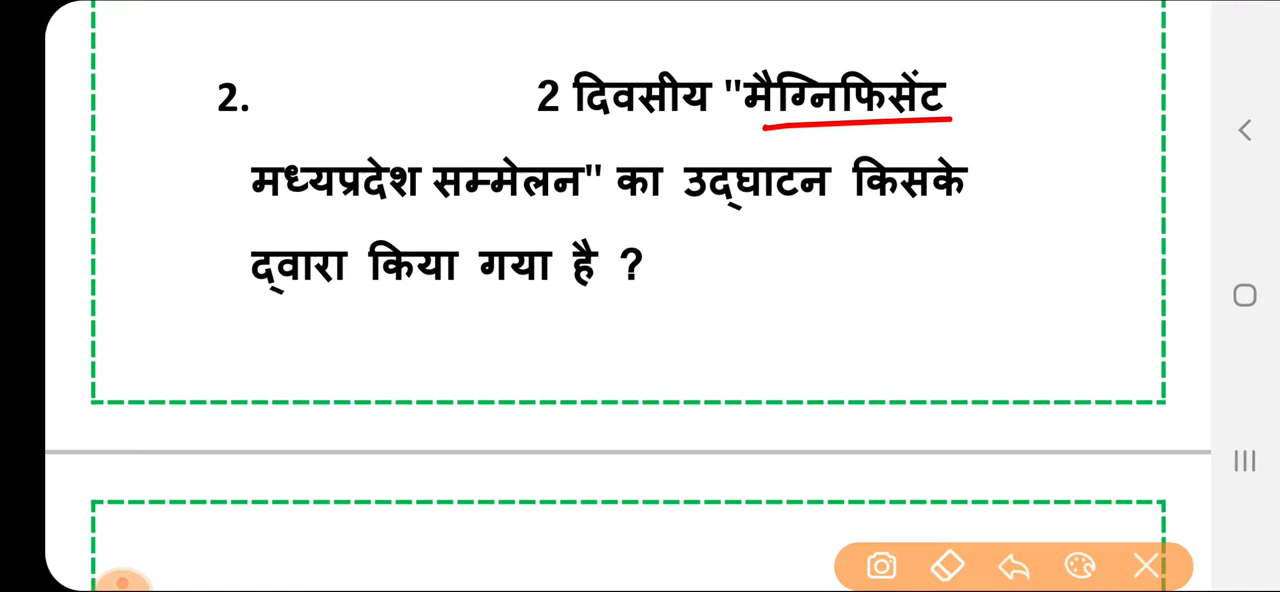 2. 2 दिवसीय "मैग्निफिसेंट
मध्यप्रदेश सम्मेलन" का उद्घाटन किसके
द्वारा किया गया है ?